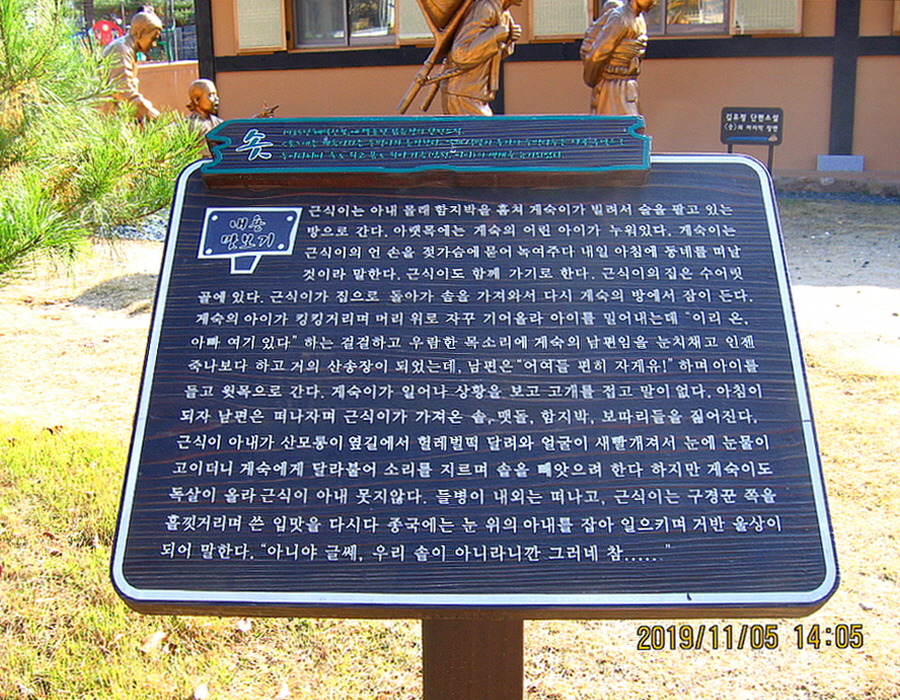 김유정 단편소설
《솥》의 마지막 장면
솥
내용
맛보기
근식이는 아내 몰래 함지박을 훔쳐 계숙이가 빌려서 술을 팔고 있는
방으로 간다. 아랫목에는 계숙의 어린 아이가 누워있다. 계숙이는
근식이의 언 손을 젖가슴에 묻어 녹여주다 내일 아침에 동네를 떠날
것이라 말한다. 근식이도 함께 가기로 한다. 근식이의 집은 수어릿
골에 있다. 근식이가 집으로 돌아가 솥을 가져와서 다시 계숙의 방에서 잠이 든다.
계숙의 아이가 킹킹거리며 머리 위로 자꾸 기어올라 아이를 밀어내는데 "이리 온,
아빠 여기 있다" 하는 걸걸하고 우람한 목소리에 계숙의 남편임을 눈치채고 인젠
죽나보다 하고 거의 산송장이 되었는데, 남편은 "어여들 편히 자게유!" 하며 아이를
들고 윗목으로 간다. 계숙이가 일어나 상황을 보고 고개를 접고 말이 없다. 아침이
되자 남편은 떠나자며 근식이가 가져온 솥, 맷돌, 함지박, 보따리들을 짊어진다.
근식이 아내가 산모퉁이 옆길에서 헐레벌떡 달려와 얼굴이 새빨개져서 눈에 눈물이
고이더니 계숙에게 달라붙어 소리를 지르며 솥을 빼앗으려 한다 하지만 계숙이도
독살이 올라 근식이 아내 못지않다. 들병이 내외는 떠나고, 근식이는 구경꾼 쪽을
흘낏거리며 쓴 입맛을 다시다 종국에는 눈 위의 아내를 잡아 일으키며 거반 울상이
되어 말한다. "아니야 글쎄, 우리 솥이 아니라니깐 그러네 참....."
2019/11/05 14:05